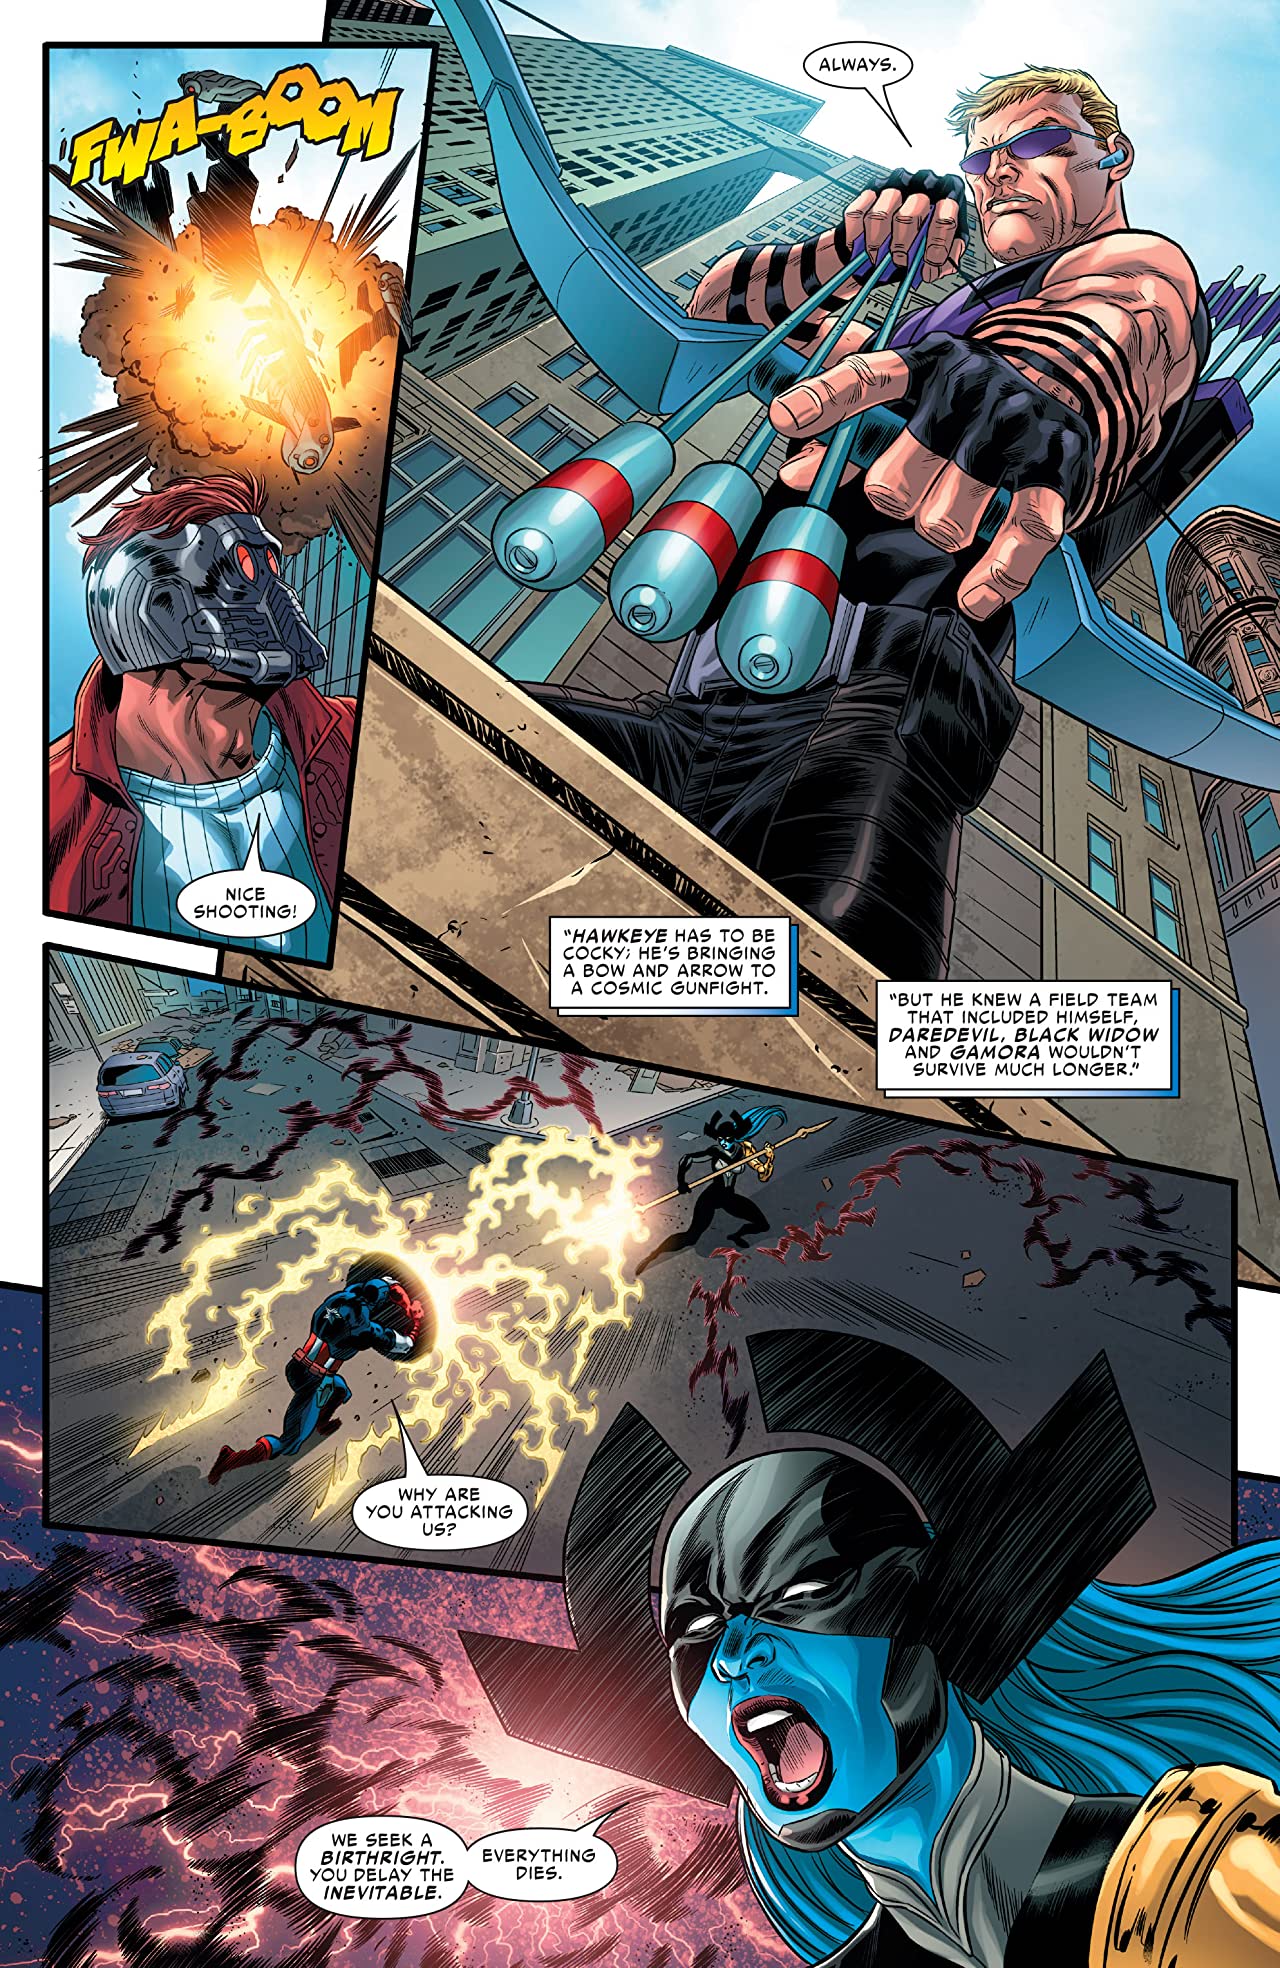 FWA-BOOM
NICE
SHOOTING!
ALWAYS.
"HAWKEYE HAS TO BE
COCKY; HE'S BRINGING
A BOW AND ARROW TO
A COSMIC GUNFIGHT.
"BUT HE KNEW A FIELD TEAM
THAT INCLUDED HIMSELF,
DAREDEVIL, BLACK WIDOW
AND GAMORA WOULDN'T
SURVIVE MUCH LONGER."
WHY ARE
YOU ATTACKING
US?
WE SEEK A
BIRTHRIGHT.
YOU DELAY THE
INEVITABLE.
EVERYTHING
DIES.